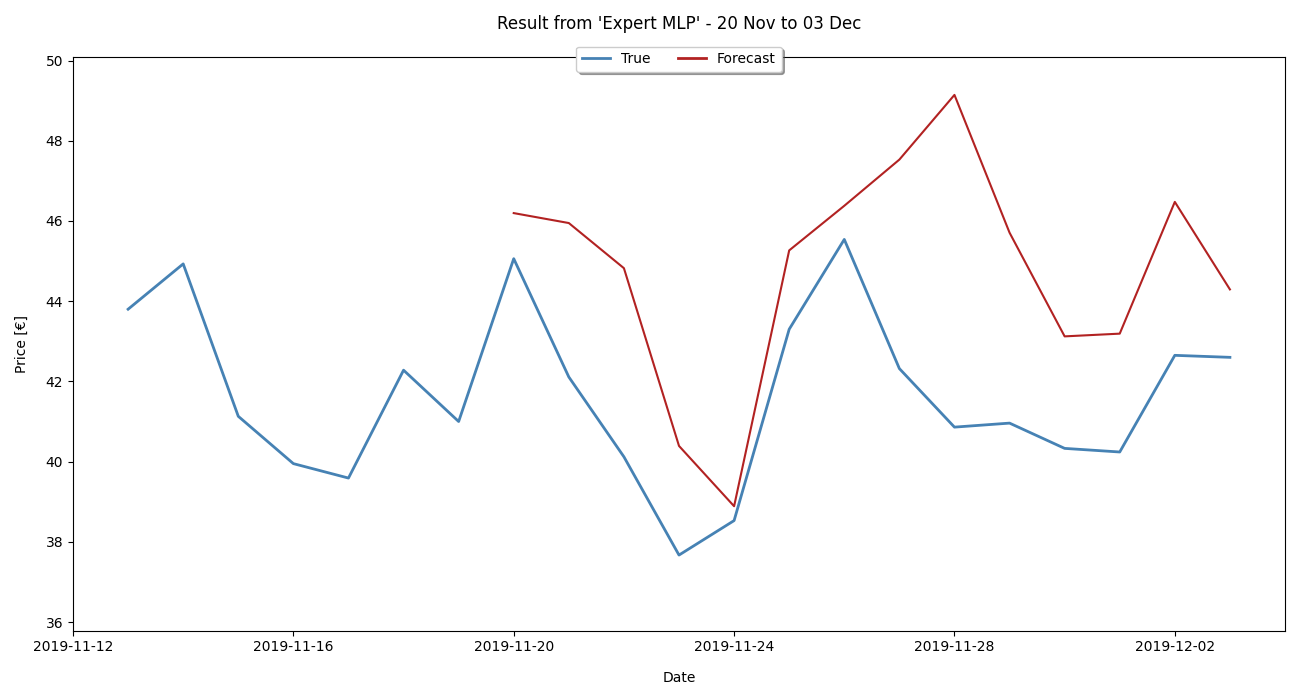 Result from 'Expert MLP' - 20 Nov to 03 Dec
True Forecast
50
48
46
44
42
40
38
36
Price [€]
2019-11-12 2019-11-16 2019-11-20 2019-11-24 2019-11-28 2019-12-02
Date